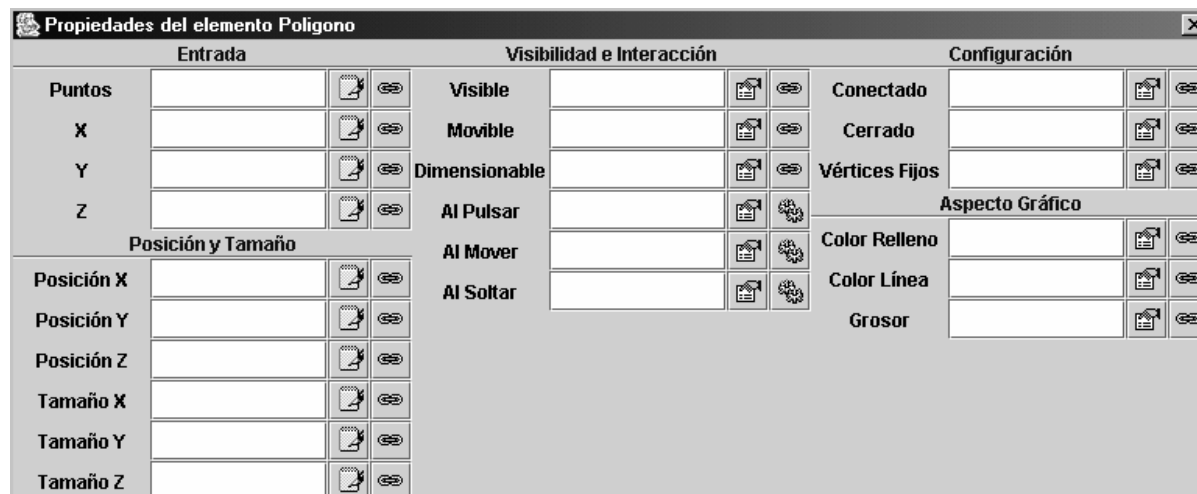 Propiedades del elemento Poligono
Entrada
Puntos
X
Y
Z
Posición y Tamaño
Posición X
Posición Y
Posición Z
Tamaño X
Tamaño Y
Tamaño Z
Visibilidad e Interacción
Visible
Movible
Dimensionable
Al Pulsar
Al Mover
Al Soltar
Configuración
Conectado
Cerrado
Vértices Fijos
Aspecto Gráfico
Color Relleno
Color Línea
Grosor